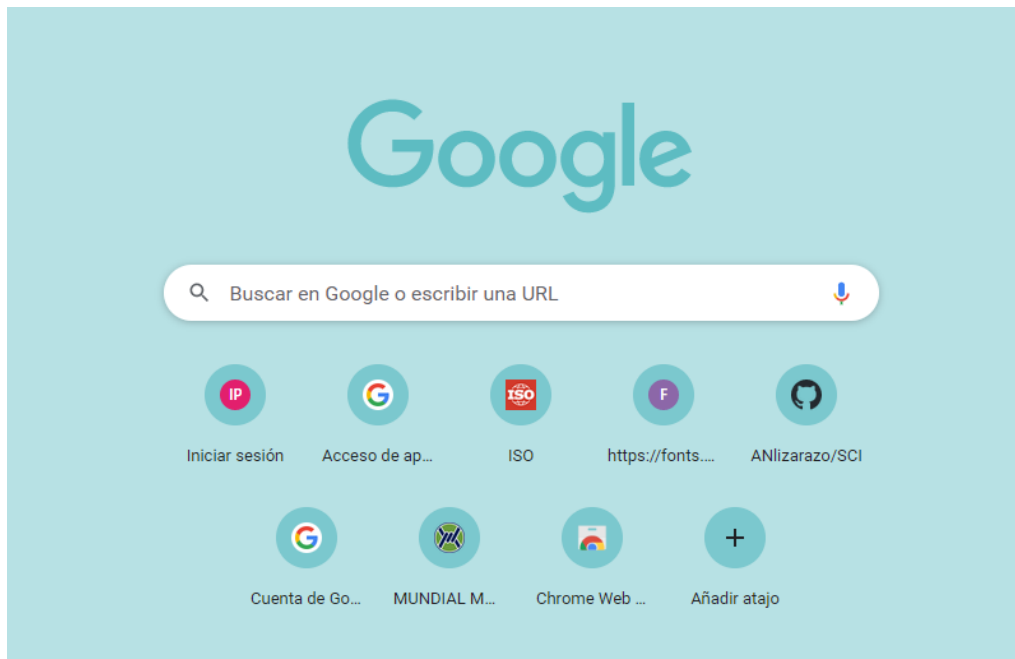 Google
Buscar en Google o escribir una URL
IP
ISO
F
Iniciar sesión
Acceso de ap...
ISO
https://fonts....
ANlizarazo/SCI
Cuenta de Go...
MUNDIAL M...
Chrome Web ...
Añadir atajo